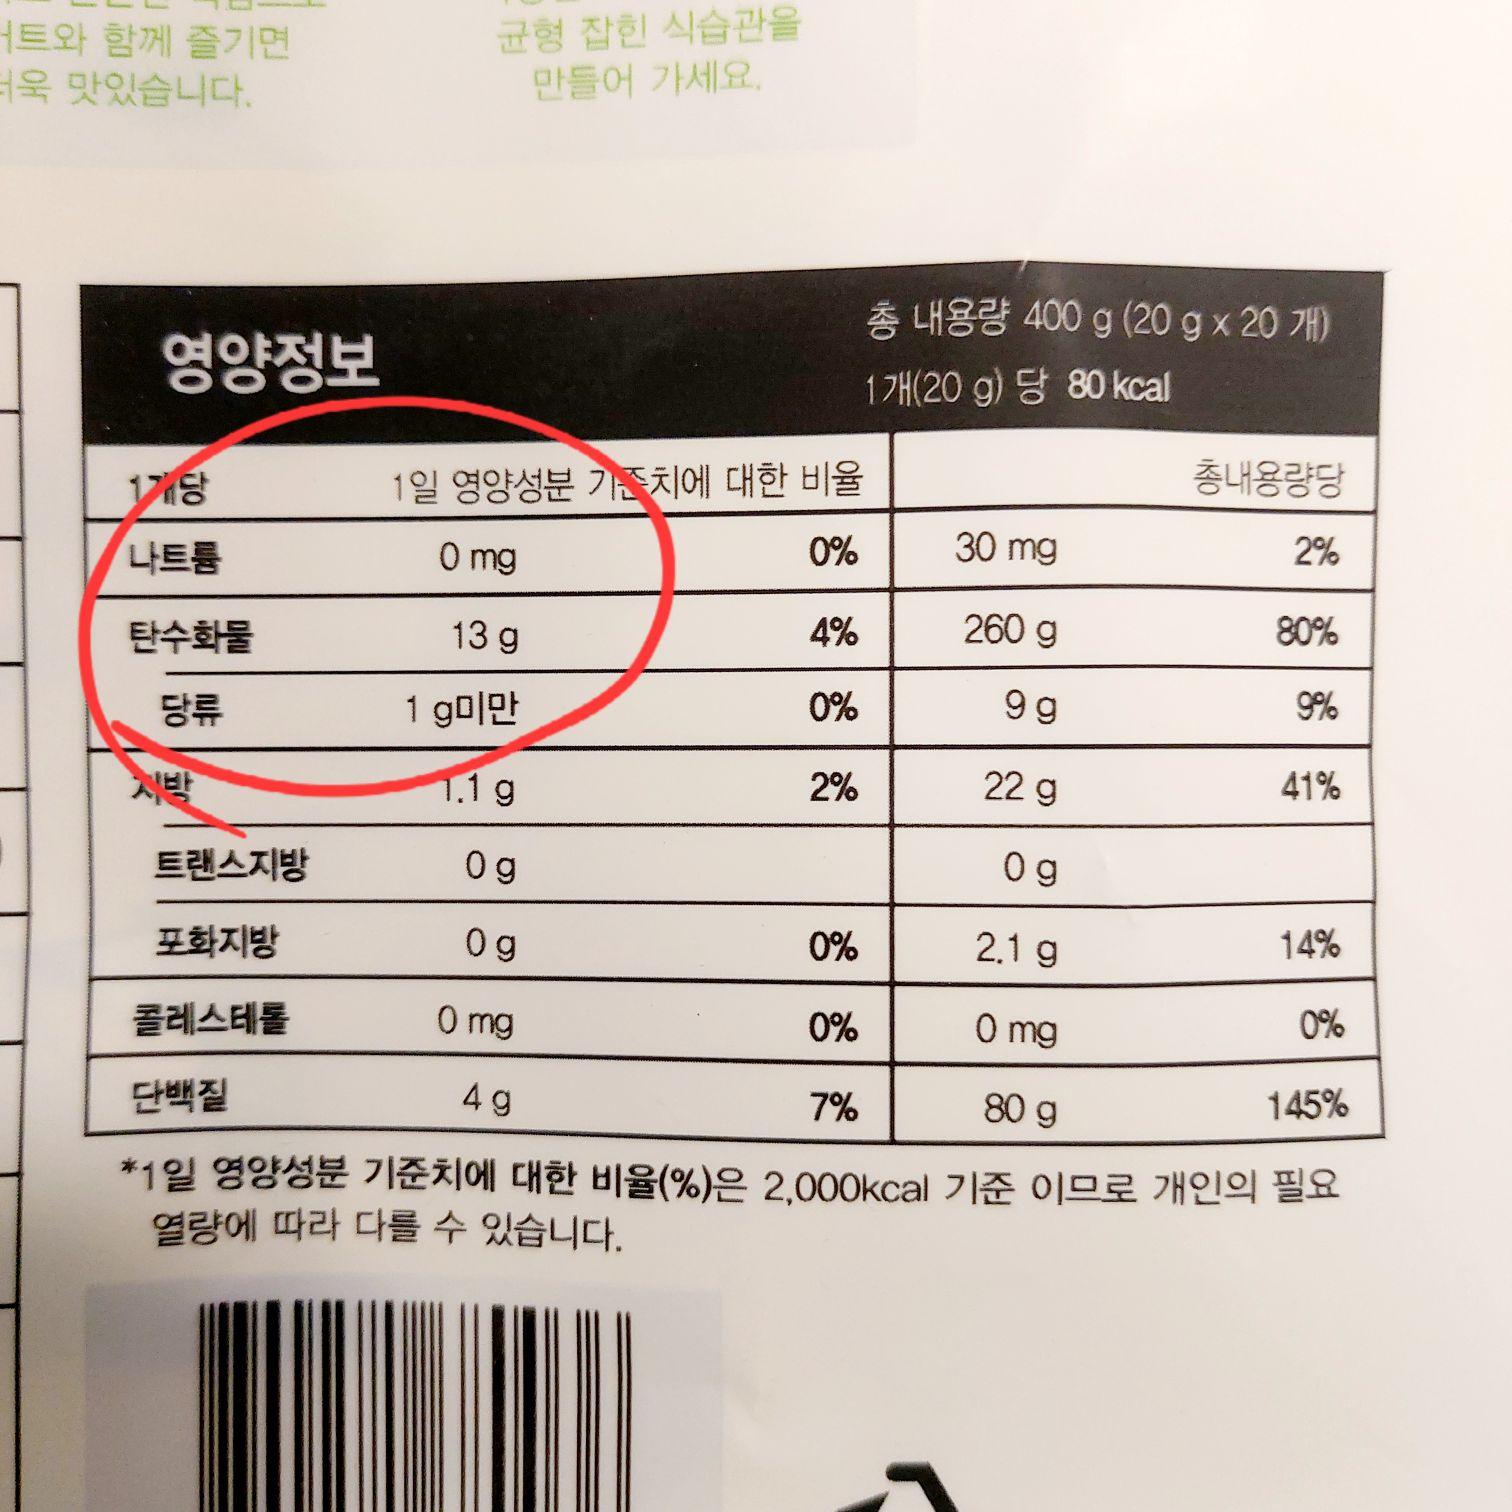 함께 즐기면
맛있습니다.
균형 잡힌 식습관을
만들어 가세요.
영양정보
총 내용량 400 g (20 g x 20 개)
1개(20 g) 당 80 kcal
1개당 1일 영양성분 기준치에 대한 비율 총내용량당
나트륨 0 mg 0% 30 mg 2%
탄수화물 13 g 4% 260 g 80%
당류 1 g미만 0% 9 g 9%
지방 1.1 g 2% 22 g 41%
트랜스지방 0 g 0 g
포화지방 0 g 0% 2.1 g 14%
콜레스테롤 0 mg 0% 0 mg 0%
단백질 4 g 7% 80 g 145%
*1일 영양성분 기준치에 대한 비율(%)은 2,000kcal 기준 이므로 개인의 필요
열량에 따라 다를 수 있습니다.